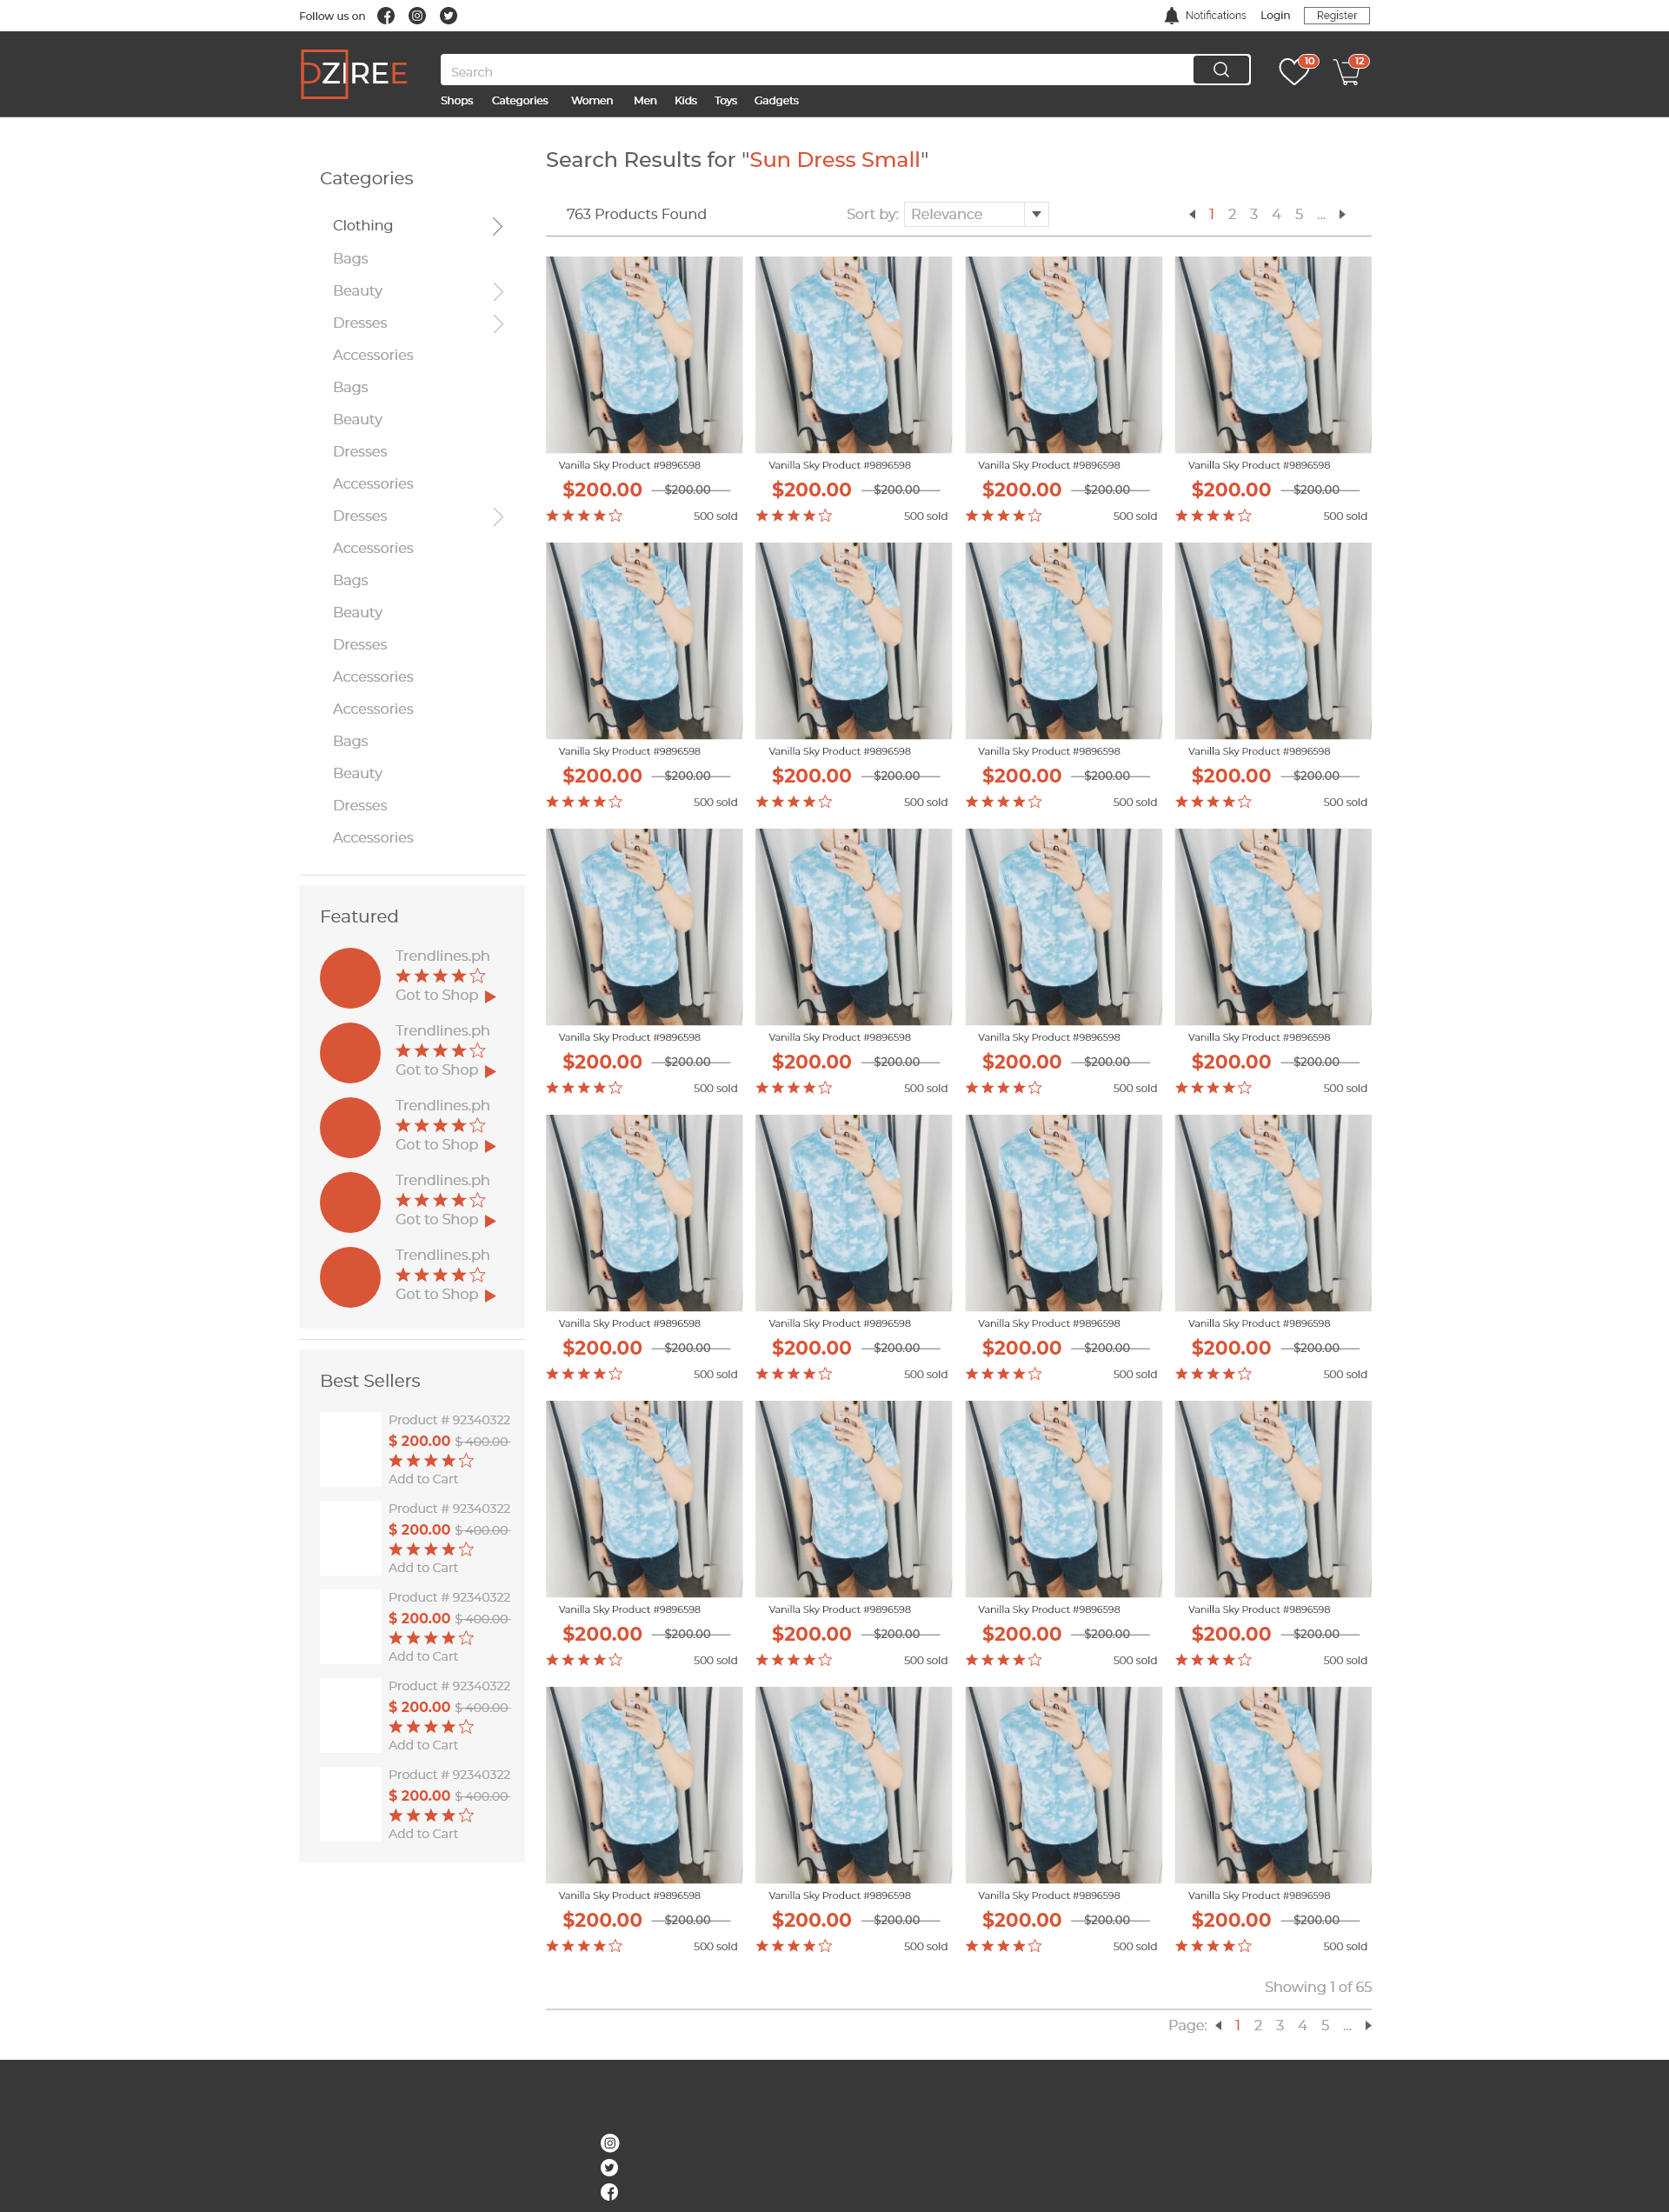 Follow us on
Notifications Login Register
DZIREE
Search
10
12
Shops Categories Women Men Kids Toys Gadgets
Search Results for "Sun Dress Small"
763 Products Found Sort by: Relevance 1 2 3 4 5 ...
Categories
Clothing
Bags
Beauty
Dresses
Accessories
Bags
Beauty
Dresses
Accessories
Dresses
Accessories
Bags
Beauty
Dresses
Accessories
Accessories
Bags
Beauty
Dresses
Accessories
Featured
Trendlines.ph
Got to Shop
Trendlines.ph
Got to Shop
Trendlines.ph
Got to Shop
Trendlines.ph
Got to Shop
Trendlines.ph
Got to Shop
Best Sellers
Product # 92340322
$ 200.00 $ 400.00
Add to Cart
Product # 92340322
$ 200.00 $ 400.00
Add to Cart
Product # 92340322
$ 200.00 $ 400.00
Add to Cart
Product # 92340322
$ 200.00 $ 400.00
Add to Cart
Product # 92340322
$ 200.00 $ 400.00
Add to Cart
Vanilla Sky Product #9896598 Vanilla Sky Product #9896598 Vanilla Sky Product #9896598 Vanilla Sky Product #9896598
$200.00 $200.00 $200.00 $200.00 $200.00 $200.00 $200.00 $200.00
500 sold 500 sold 500 sold 500 sold
Vanilla Sky Product #9896598 Vanilla Sky Product #9896598 Vanilla Sky Product #9896598 Vanilla Sky Product #9896598
$200.00 $200.00 $200.00 $200.00 $200.00 $200.00 $200.00 $200.00
500 sold 500 sold 500 sold 500 sold
Vanilla Sky Product #9896598 Vanilla Sky Product #9896598 Vanilla Sky Product #9896598 Vanilla Sky Product #9896598
$200.00 $200.00 $200.00 $200.00 $200.00 $200.00 $200.00 $200.00
500 sold 500 sold 500 sold 500 sold
Vanilla Sky Product #9896598 Vanilla Sky Product #9896598 Vanilla Sky Product #9896598 Vanilla Sky Product #9896598
$200.00 $200.00 $200.00 $200.00 $200.00 $200.00 $200.00 $200.00
500 sold 500 sold 500 sold 500 sold
Vanilla Sky Product #9896598 Vanilla Sky Product #9896598 Vanilla Sky Product #9896598 Vanilla Sky Product #9896598
$200.00 $200.00 $200.00 $200.00 $200.00 $200.00 $200.00 $200.00
500 sold 500 sold 500 sold 500 sold
Vanilla Sky Product #9896598 Vanilla Sky Product #9896598 Vanilla Sky Product #9896598 Vanilla Sky Product #9896598
$200.00 $200.00 $200.00 $200.00 $200.00 $200.00 $200.00 $200.00
500 sold 500 sold 500 sold 500 sold
Showing 1 of 65
Page: 1 2 3 4 5 ...